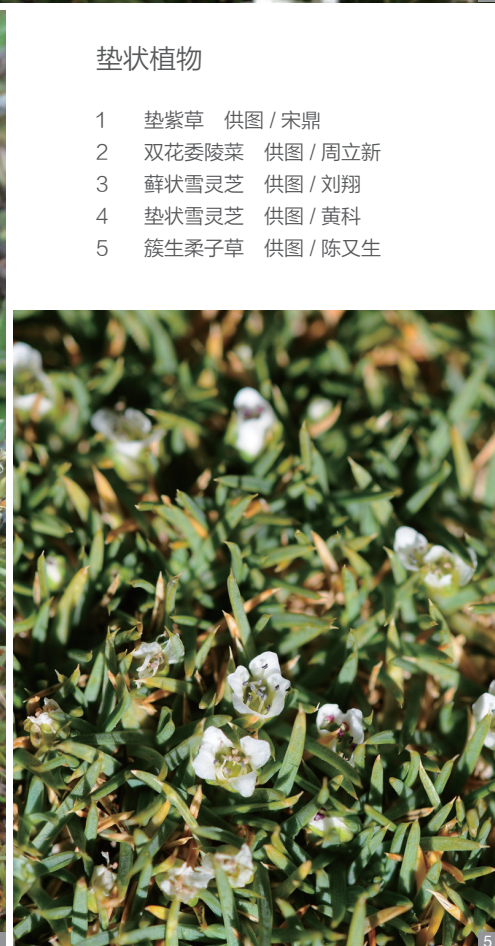 垫状植物
1 垫紫草 供图 / 宋鼎
2 双花委陵菜 供图 / 周立新
3 藓状雪灵芝 供图 / 刘翔
4 垫状雪灵芝 供图 / 黄科
5 簇生柔子草 供图 / 陈又生
5